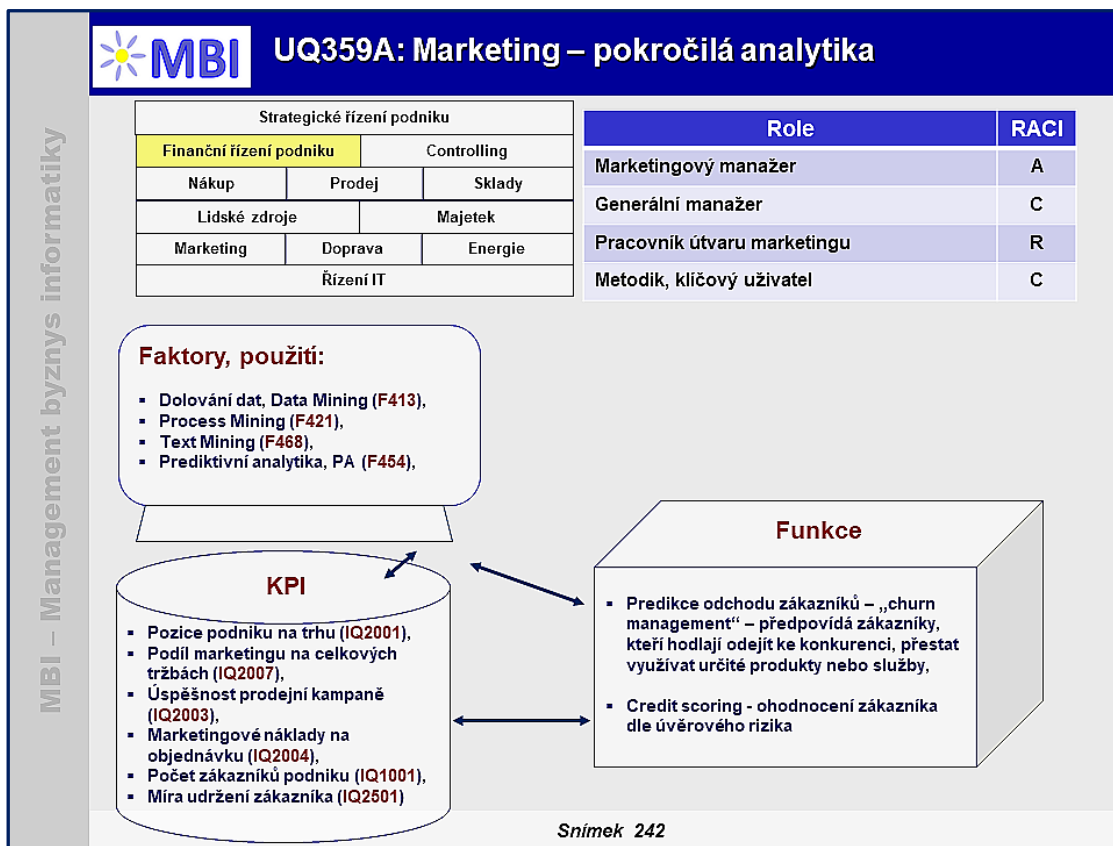 MBI
UQ359A: Marketing – pokročilá analytika
MBI – Management byznys informatiky
Strategické řízení podniku
Finanční řízení podniku
Controlling
Nákup
Prodej
Sklady
Lidské zdroje
Majetek
Marketing
Doprava
Energie
Řízení IT
Role RACI
Marketingový manažer A
Generální manažer C
Pracovník útvaru marketingu R
Metodik, klíčový uživatel C
Faktory, použití:
▪ Dolování dat, Data Mining (F413),
▪ Process Mining (F421),
▪ Text Mining (F468),
▪ Prediktivní analytika, PA (F454),
KPI
▪ Pozice podniku na trhu (IQ2001),
▪ Podíl marketingu na celkových
tržbách (IQ2007),
▪ Úspěšnost prodejní kampaně
(IQ2003),
▪ Marketingové náklady na
objednávku (IQ2004),
▪ Počet zákazníků podniku (IQ1001),
▪ Míra udržení zákazníka (IQ2501)
Funkce
▪ Predikce odchodu zákazníků – „churn
management“ – předpovídá zákazníky,
kteří hodlají odejít ke konkurenci, přestat
využívat určité produkty nebo služby,
▪ Credit scoring - ohodnocení zákazníka
dle úvěrového rizika
Snímek 242